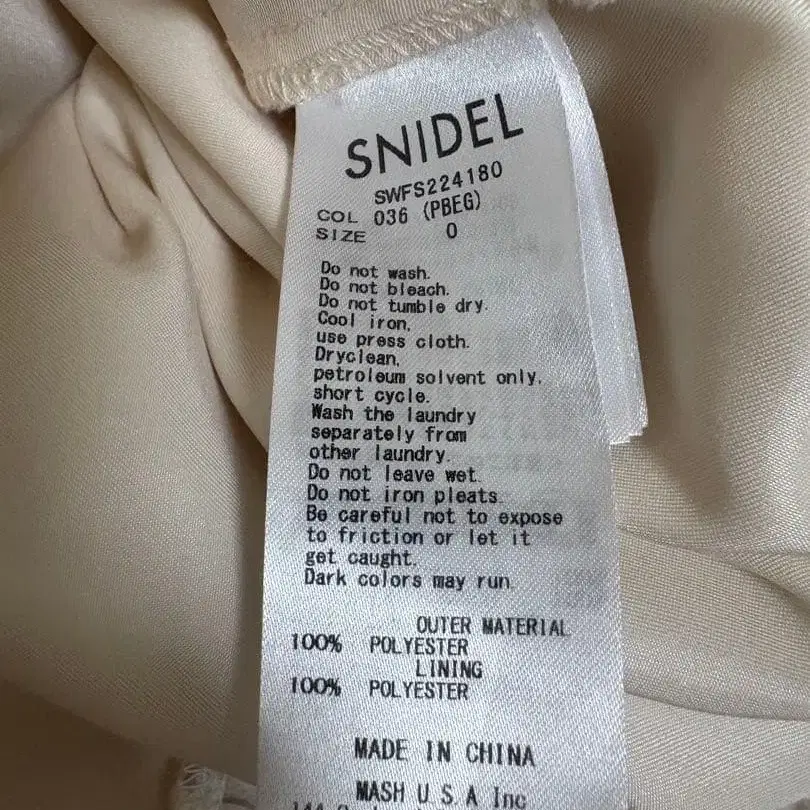 SNIDEL
SWFS224180
COL 036 (PBEG)
SIZE 0
Do not wash.
Do not bleach.
Do not tumble dry.
Cool iron,
use press cloth.
Dryclean,
petroleum solvent only,
short cycle.
Wash the laundry
separately from
other laundry.
Do not leave wet.
Do not iron pleats.
Be careful not to expose
to friction or let it
get caught.
Dark colors may run.
OUTER MATERIAL
100% POLYESTER
LINING
100% POLYESTER
MADE IN CHINA
MASH U S A Inc